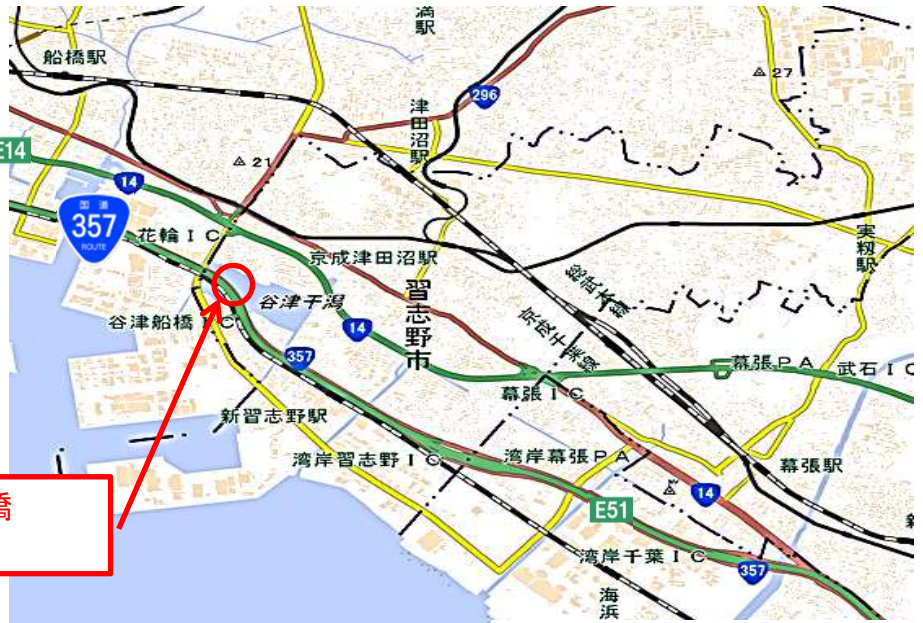 満駅
船橋駅
27
296
津田沼駅
E14
21
14
国道
357
ROUTE
花輪IC
京成津田沼駅
実籾駅
総武本線
谷津干潟
習志野市
京成千葉線
谷津船橋IC
14
357
幕張PA
武石IC
幕張IC
新習志野駅
湾岸習志野IC
湾岸幕張PA
幕張駅
14
橋
E51
新
湾岸千葉IC
357
海浜